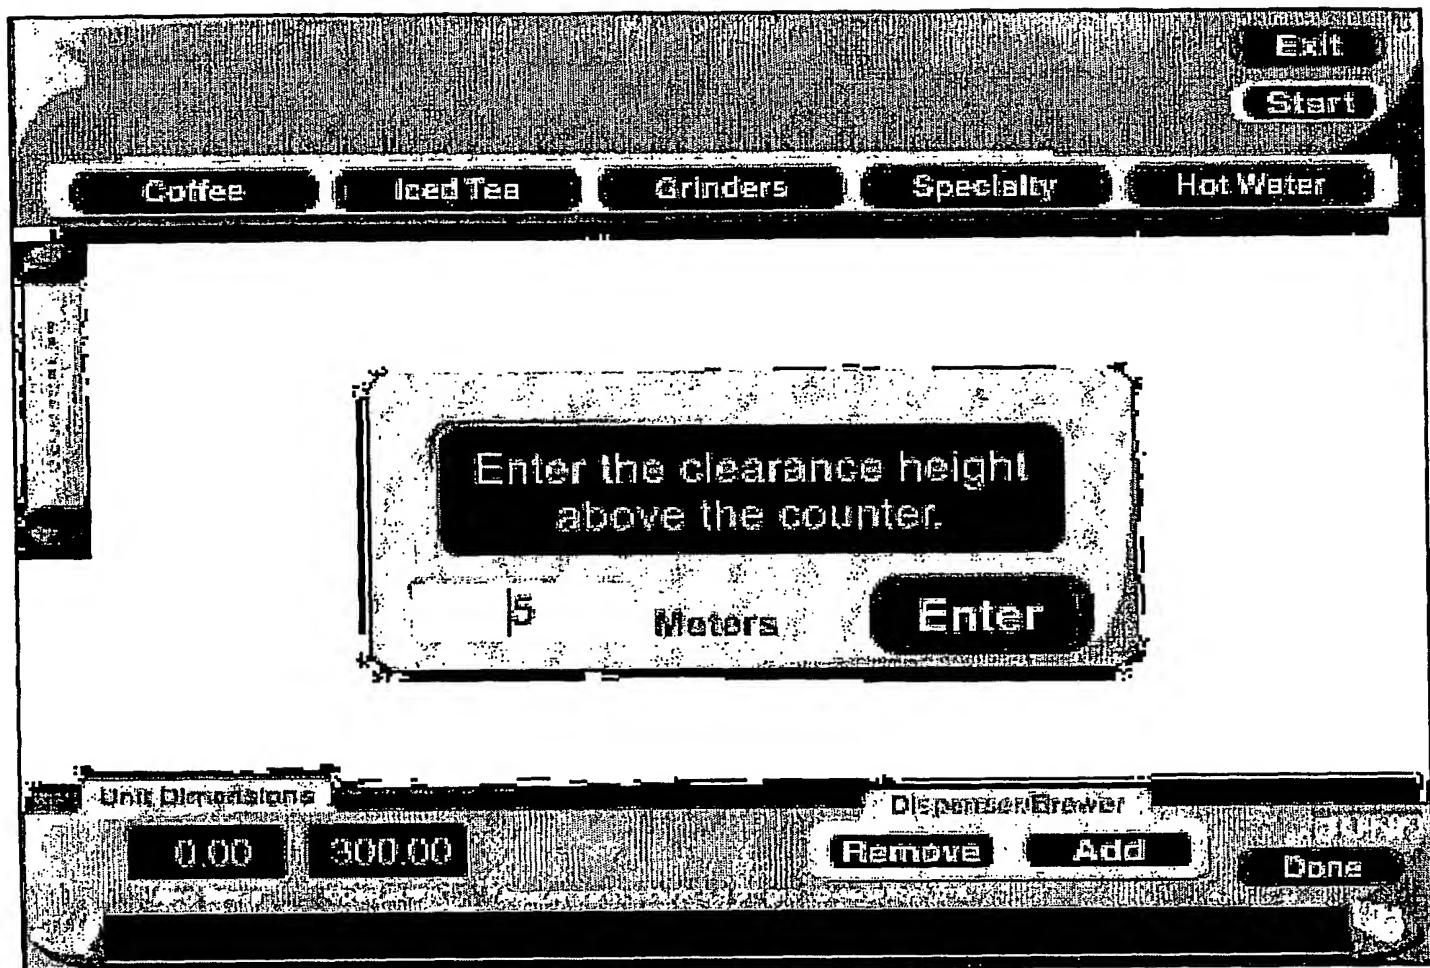 Exit
Start
Coffee
Iced Tea
Grinders
Specialty
Hot Water
Enter the clearance height
above the counter.
5
Meters
Enter
Unit Dimensions
Dispenser/Brewer
0.00
300.00
Remove
Add
Done